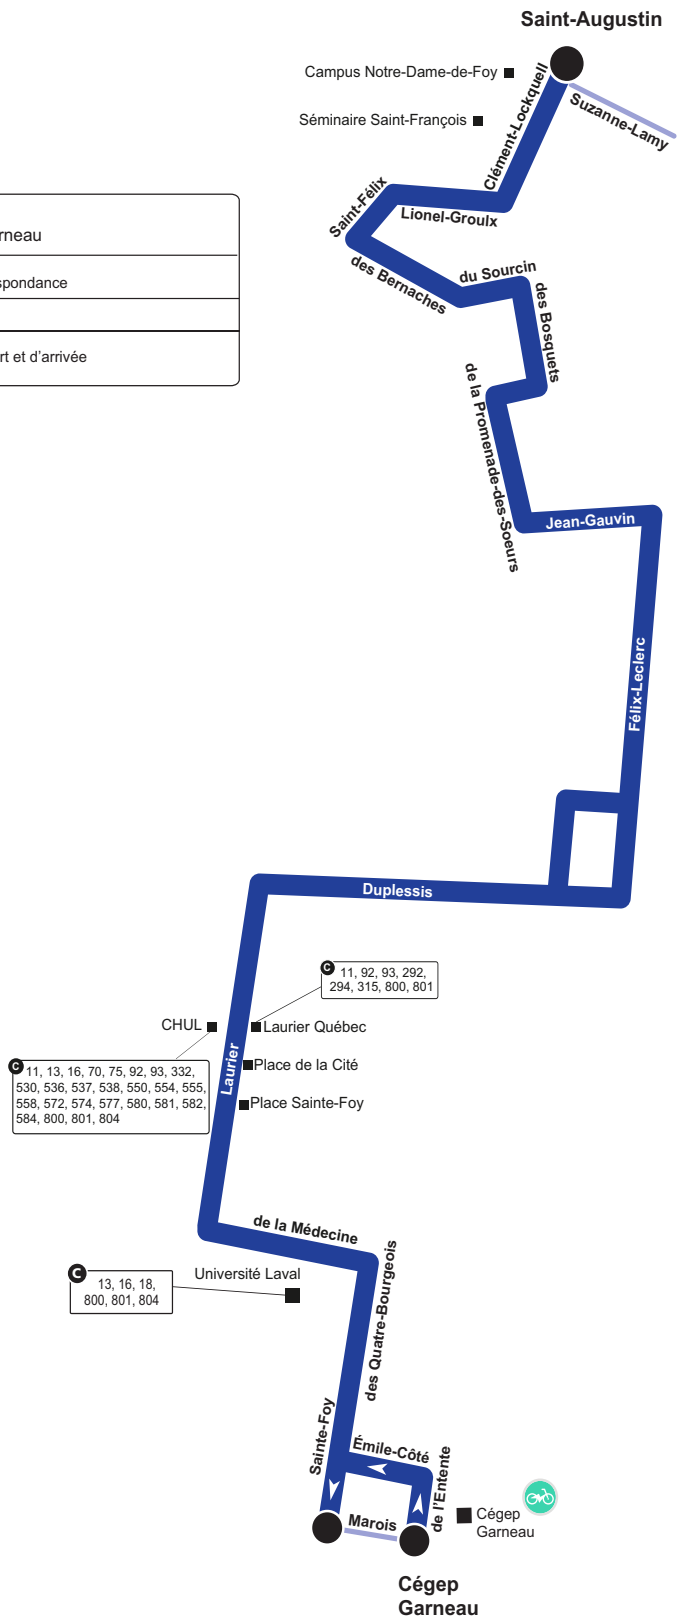 Saint-Augustin
Campus Notre-Dame-de-Foy
Clément-Lockquell
Suzanne-Lamy
Séminaire Saint-François
Saint-Félix
Lionel-Groulx
rneau
des Bernaches
du Sourcin
spondance
des Bosquets
rt et d'arrivée
de la Promenade-des-Soeurs
Jean-Gauvin
Félix-Leclerc
Duplessis
C 11, 92, 93, 292,
294, 315, 800, 801
CHUL
Laurier Québec
Laurier
Place de la Cité
C 11, 13, 16, 70, 75, 92, 93, 332,
530, 536, 537, 538, 550, 554, 555,
558, 572, 574, 577, 580, 581, 582,
584, 800, 801, 804
Place Sainte-Foy
de la Médecine
des Quatre-Bourgeois
Université Laval
C 13, 16, 18,
800, 801, 804
Sainte-Foy
Émile-Côté
de l'Entente
Marois
Cégep
Garneau
Cégep
Garneau